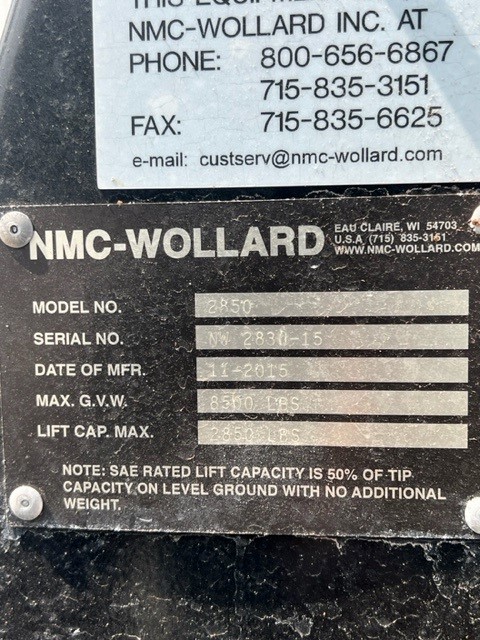 THIS EQUIPME
NMC-WOLLARD INC. AT
PHONE: 800-656-6867
715-835-3151
FAX: 715-835-6625
e-mail: custserv@nmc-wollard.com
NMC-WOLLARD
EAU CLAIRE, WI 54703
U.S.A (715) 835-3151
WWW.NMC-WOLLARD.COM
MODEL NO. 2850
SERIAL NO. NW 2830-15
DATE OF MFR. 11-2015
MAX. G.V.W. 8500 LBS
LIFT CAP. MAX. 2850 LBS
NOTE: SAE RATED LIFT CAPACITY IS 50% OF TIP
CAPACITY ON LEVEL GROUND WITH NO ADDITIONAL
WEIGHT.